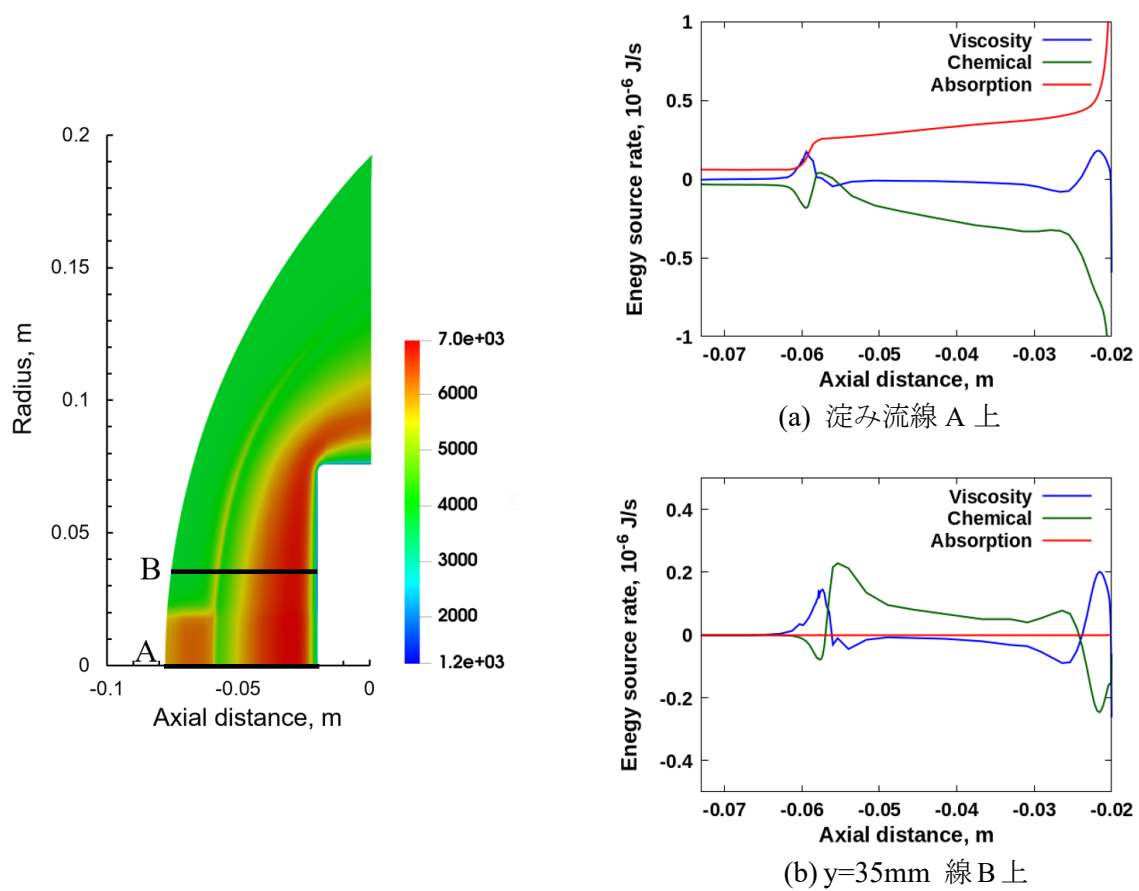 0.2
0.15
0.1
0.05
0
Radius, m
B
A
-0.1
-0.05
0
Axial distance, m
7.0e+03
6000
5000
4000
3000
2000
1.2e+03
1
0.5
0
-0.5
-1
Enegy source rate, 10-6 J/s
Viscosity
Chemical
Absorption
-0.07
-0.06
-0.05
-0.04
-0.03
-0.02
Axial distance, m
(a) 淀み流線 A 上
0.4
0.2
0
-0.2
-0.4
Enegy source rate, 10-6 J/s
Viscosity
Chemical
Absorption
-0.07
-0.06
-0.05
-0.04
-0.03
-0.02
Axial distance, m
(b) y=35mm 線 B 上